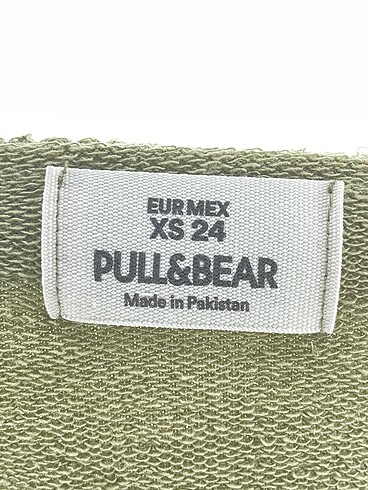 EUR MEX
XS 24
PULL&BEAR
Made in Pakistan